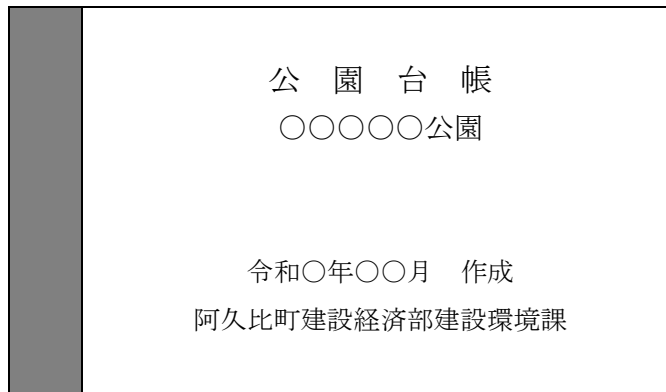 公　園　台　帳
○○○○○公園
令和○年○○月　作成
阿久比町建設経済部建設環境課